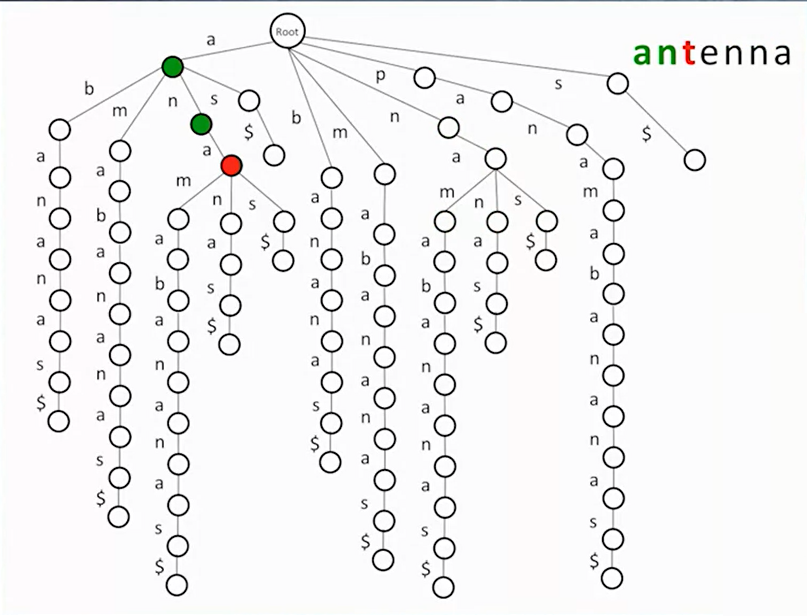 Root
a
antenna
p s
b m n s b m n a n $ $
a a a a a
n a m n s a a m n s m
a b a a $ n b a a $ a
n a b s a a b s b
a n a $ n n a $ a
s a n a a n n
$ n a s n a a
a n $ a n n
s a s a a
$ s $ s s
$ $ $